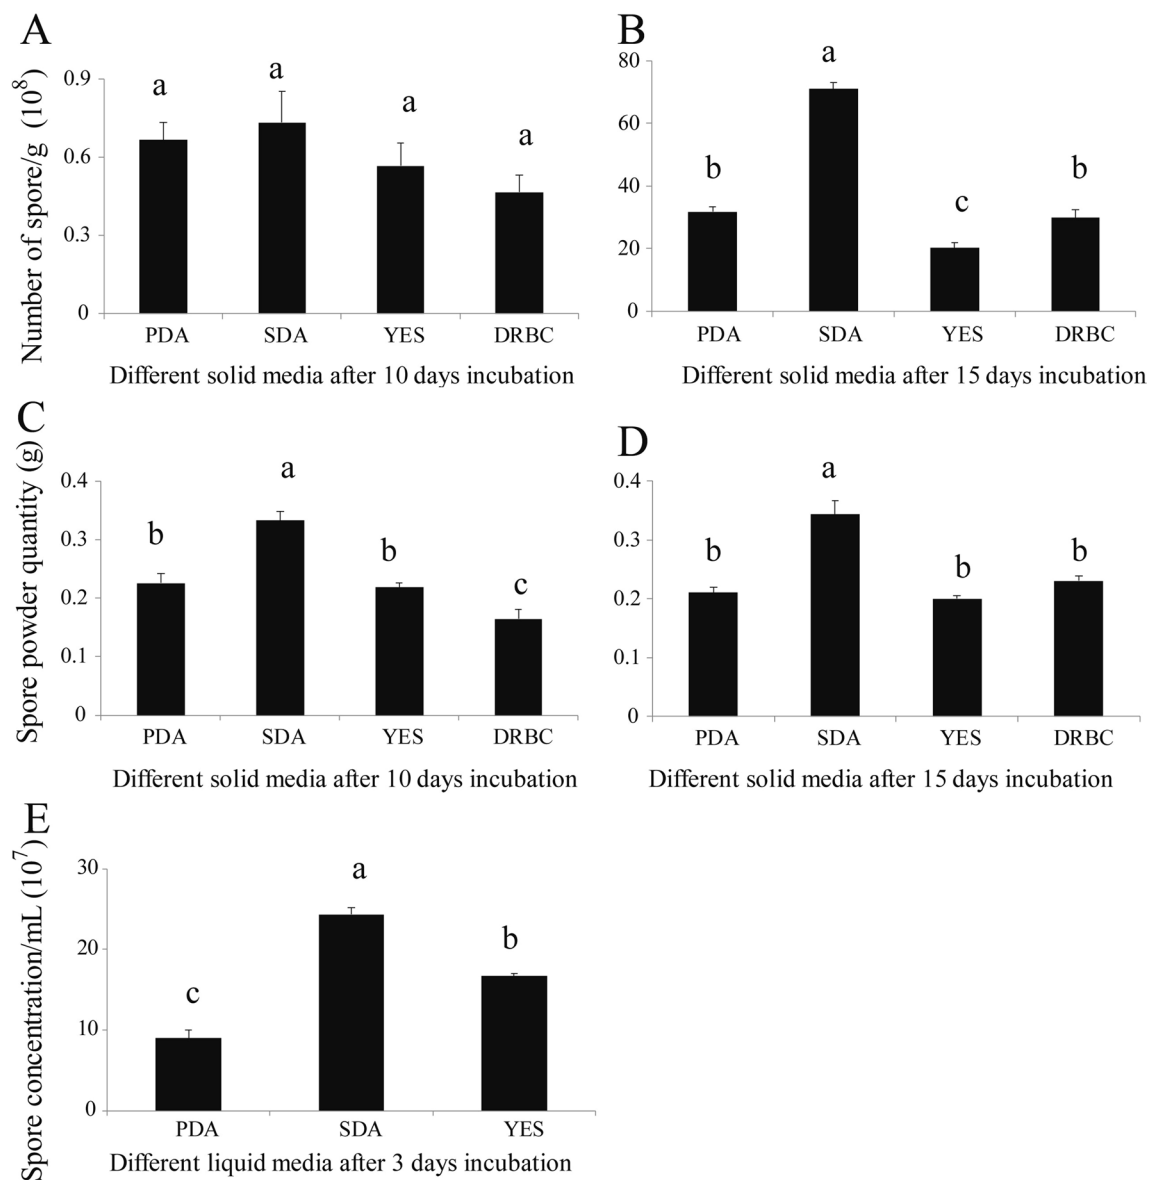 A
Number of spore/g (10⁸)
0.9
0.6
0.3
0
a
a
a
a
PDA
SDA
YES
DRBC
Different solid media after 10 days incubation
B
80
60
40
20
0
b
a
c
b
PDA
SDA
YES
DRBC
Different solid media after 15 days incubation
C
Spore powder quantity (g)
0.4
0.3
0.2
0.1
0
b
a
b
c
PDA
SDA
YES
DRBC
Different solid media after 10 days incubation
D
0.4
0.3
0.2
0.1
0
b
a
b
b
PDA
SDA
YES
DRBC
Different solid media after 15 days incubation
E
Spore concentration/mL (10⁷)
30
20
10
0
c
a
b
PDA
SDA
YES
Different liquid media after 3 days incubation